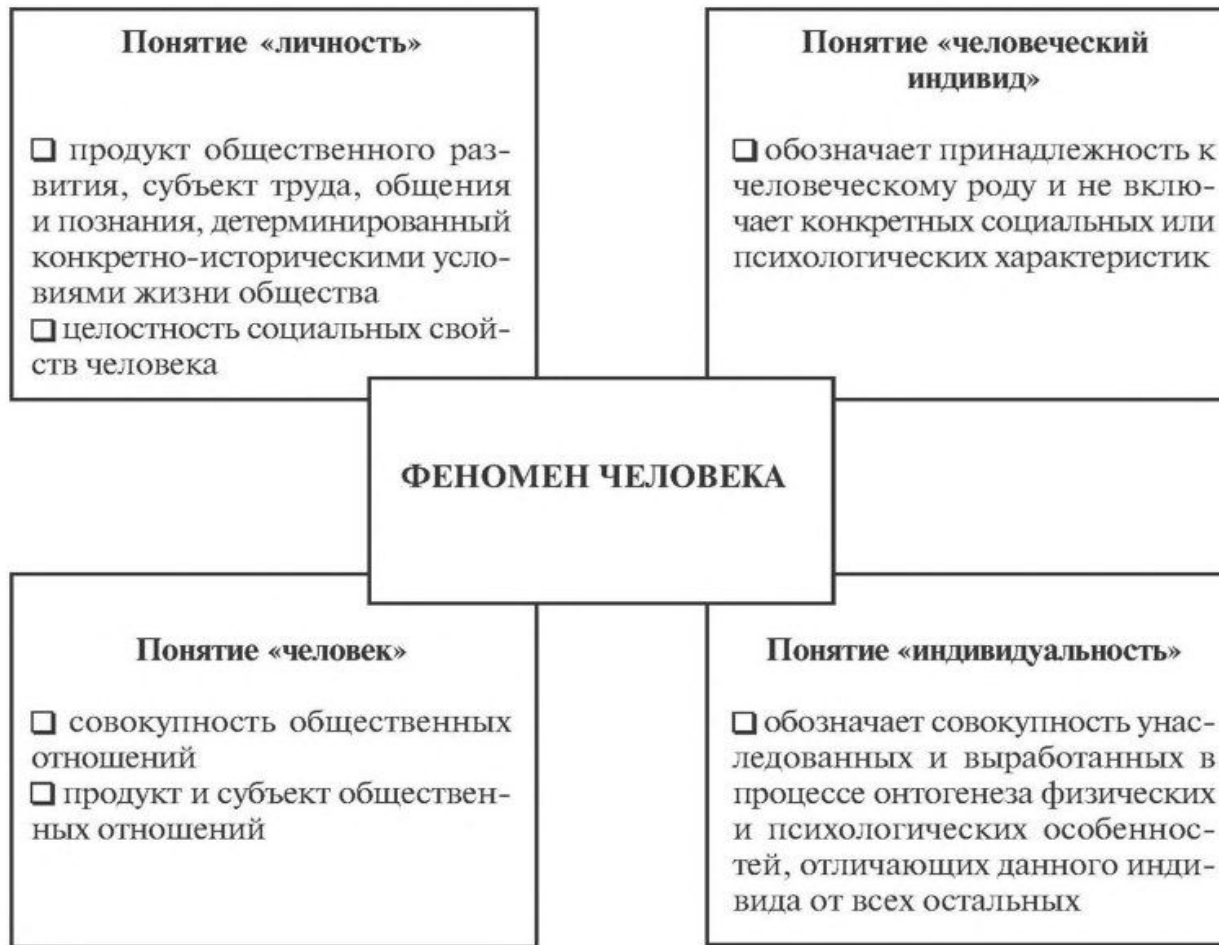 Понятие «личность»
❑ продукт общественного раз-
вития, субъект труда, общения
и познания, детерминированный
конкретно-историческими усло-
виями жизни общества
❑ целостность социальных свой-
ств человека
Понятие «человеческий
индивид»
❑ обозначает принадлежность к
человеческому роду и не вклю-
чает конкретных социальных или
психологических характеристик
ФЕНОМЕН ЧЕЛОВЕКА
Понятие «человек»
❑ совокупность общественных
отношений
❑ продукт и субъект обществен-
ных отношений
Понятие «индивидуальность»
❑ обозначает совокупность унас-
ледованных и выработанных в
процессе онтогенеза физических
и психологических особеннос-
тей, отличающих данного инди-
вида от всех остальных